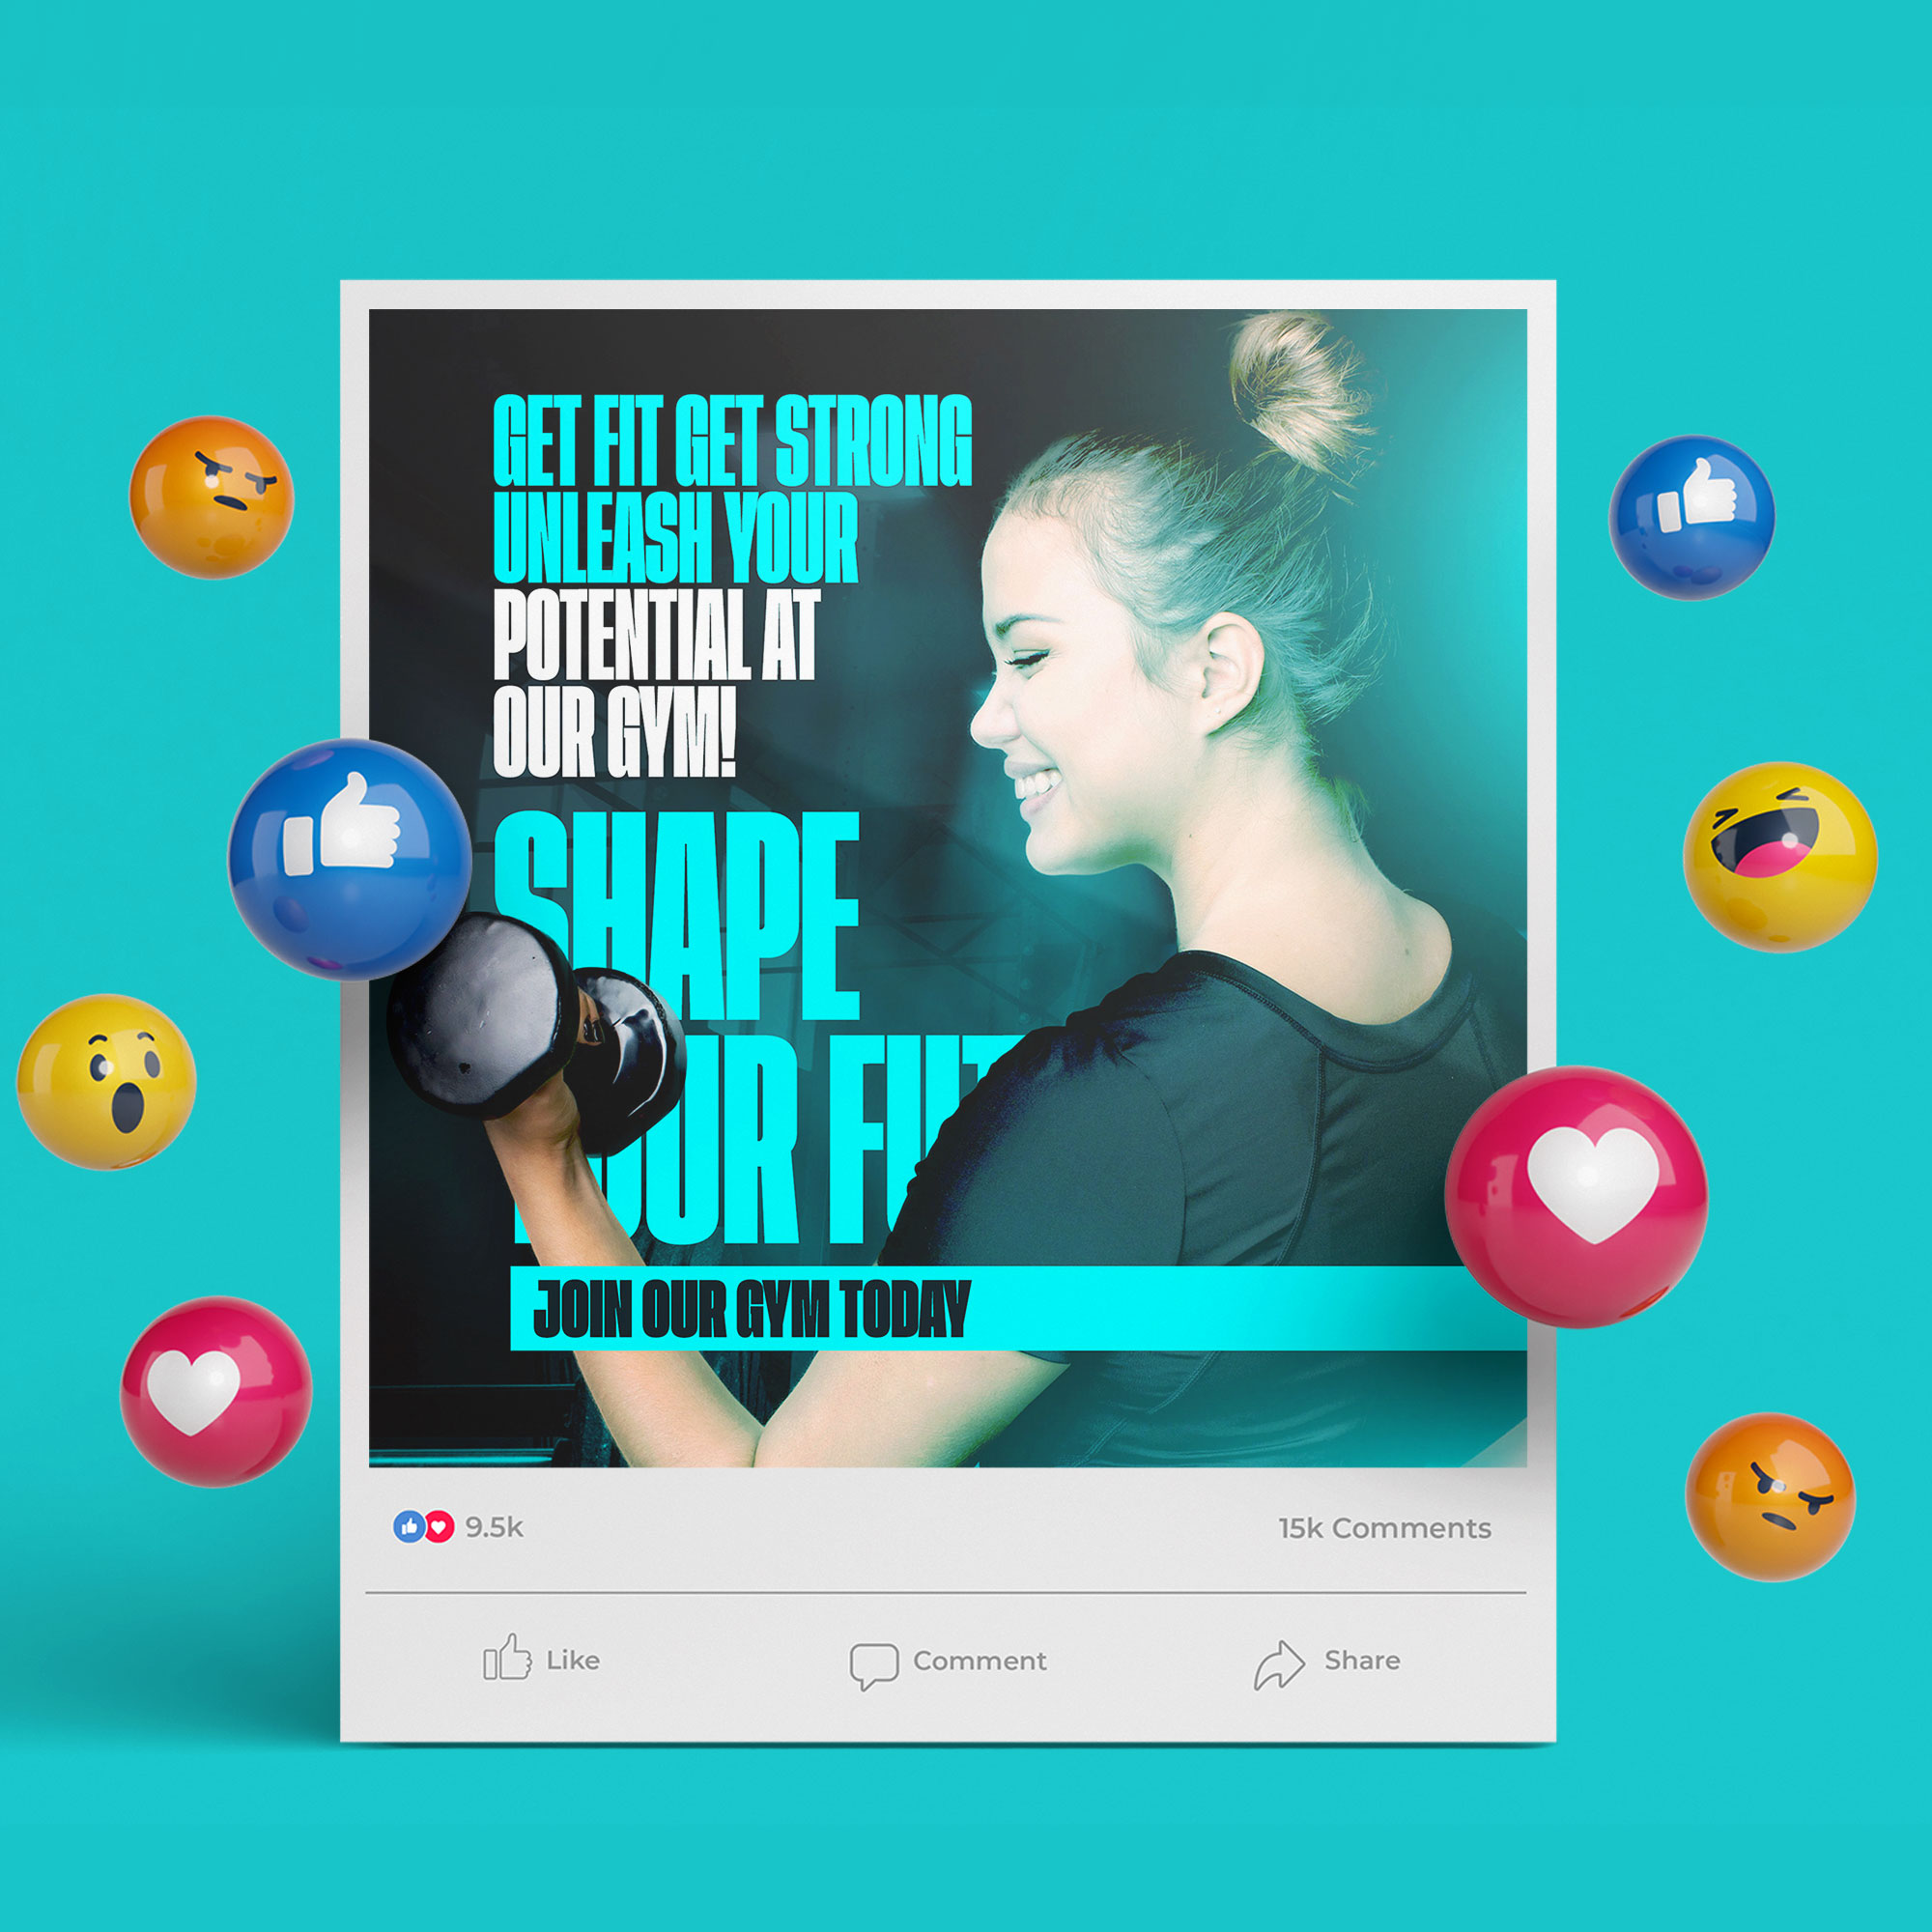 GET FIT GET STRONG
UNLEASH YOUR
POTENTIAL AT
OUR GYM!
SHAPE
JOIN OUR GYM TODAY
9.5k
15k Comments
Like
Comment
Share